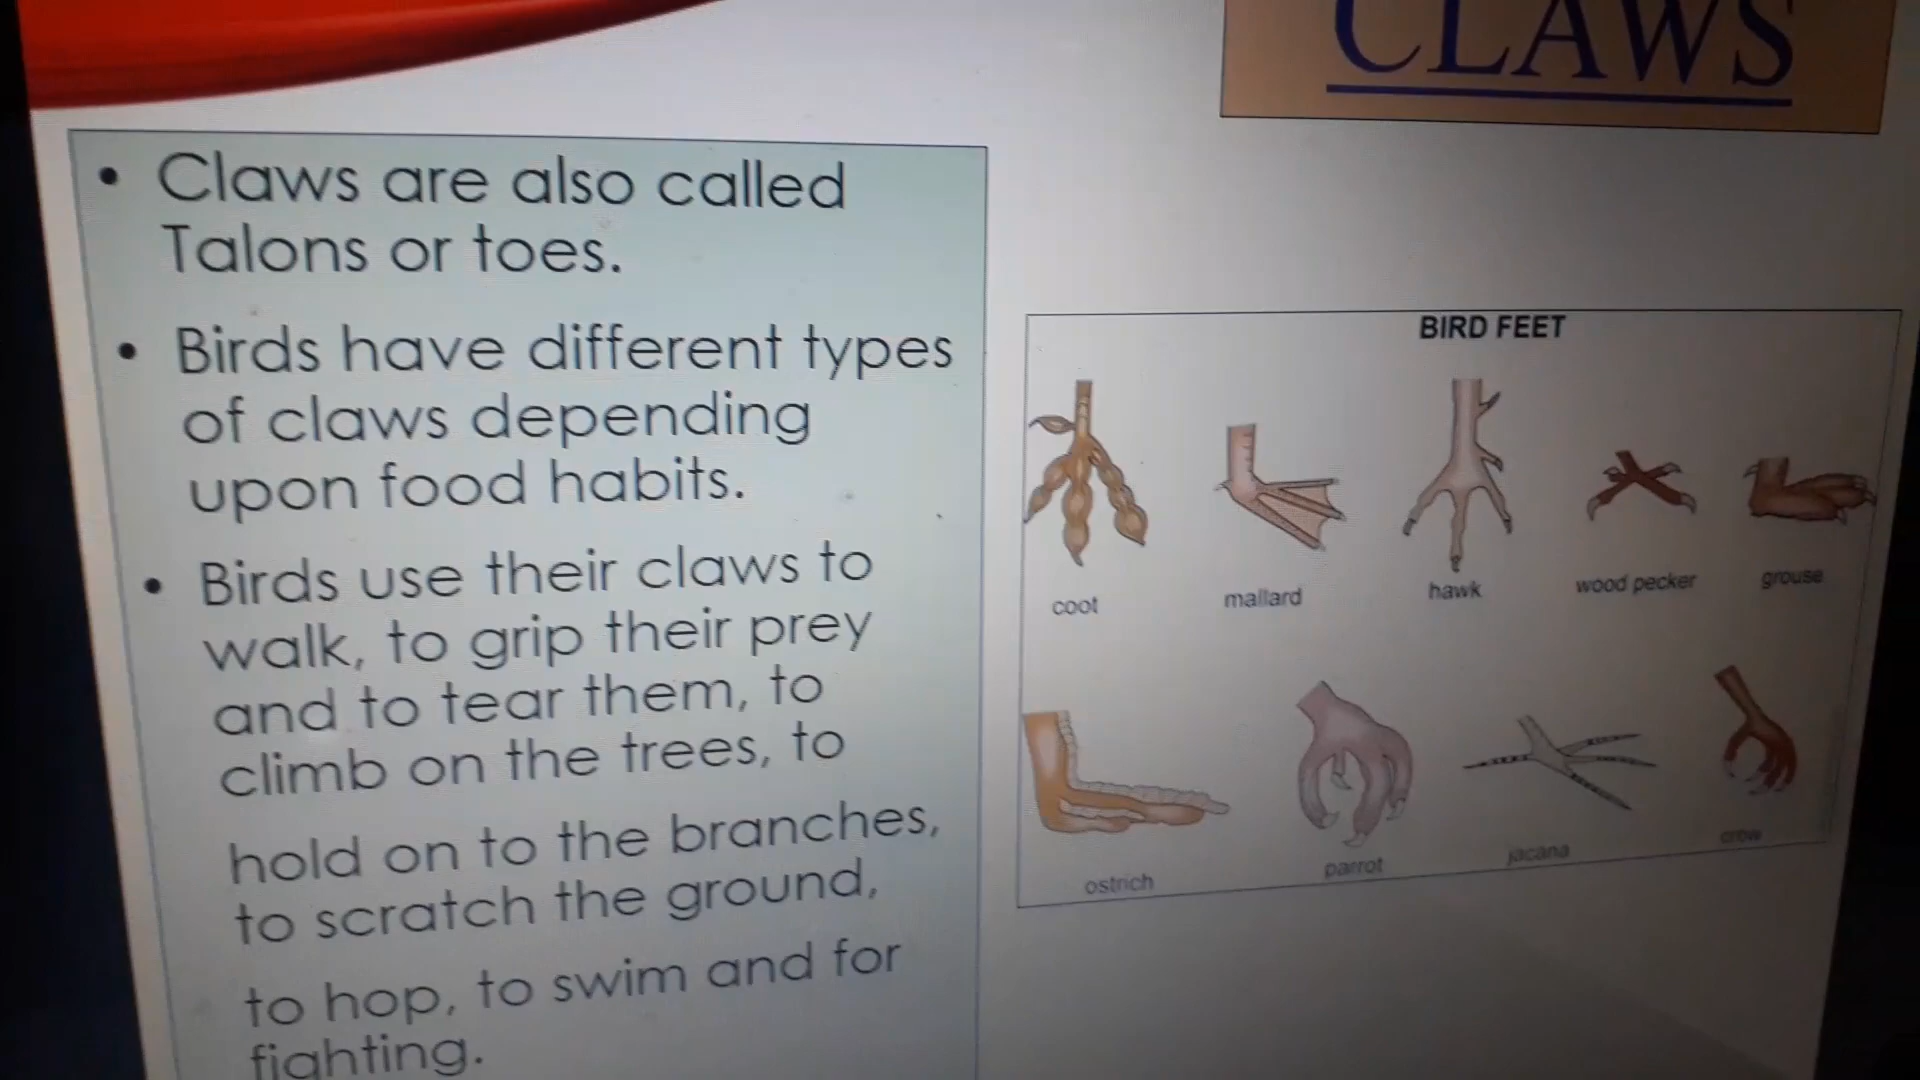 CLAWS
• Claws are also called
Talons or toes.
• Birds have different types
of claws depending
upon food habits.
• Birds use their claws to
walk, to grip their prey
and to tear them, to
climb on the trees, to
hold on to the branches,
to scratch the ground,
to hop, to swim and for
fighting.
BIRD FEET
coot
mallard
hawk
wood pecker
grouse
ostrich
parrot
jacana
crow